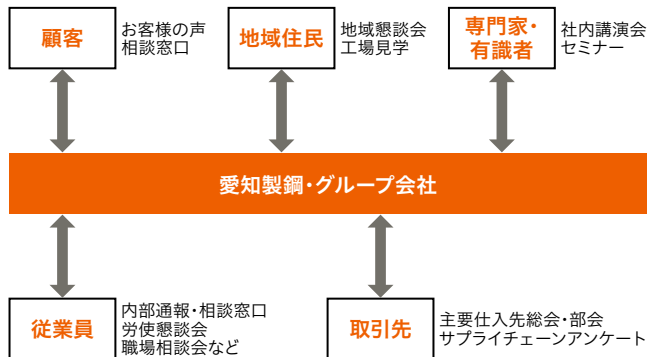 顧客
お客様の声
相談窓口
地域住民
地域懇談会
工場見学
専門家・
有識者
社内講演会
セミナー
愛知製鋼・グループ会社
従業員
内部通報・相談窓口
労使懇談会
職場相談会など
取引先
主要仕入先総会・部会
サプライチェーンアンケート